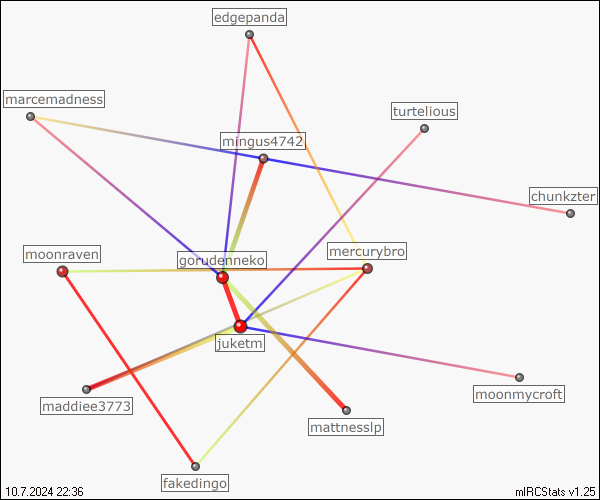 edgepanda
marcemadness
turtelious
mingus4742
chunkzter
mercurybro
moonraven
gorudenneko
juketm
moonmycroft
maddiee3773
mattnesslp
fakedingo
10.7.2024 22:36
mIRCStats v1.25